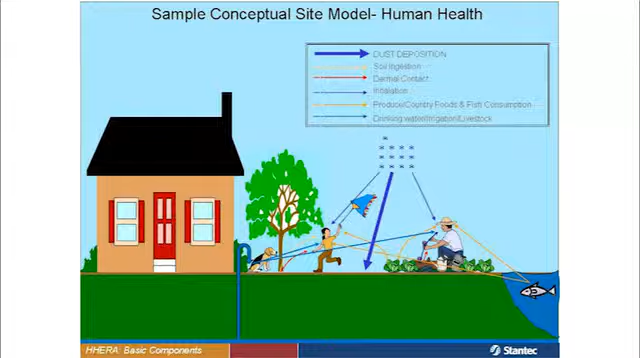 Sample Conceptual Site Model- Human Health
DUST DEPOSITION
Soil Ingestion
Dermal Contact
Inhalation
Produce/Country Foods & Fish Consumption
Drinking water/Irrigation/Livestock
HHERA: Basic Components
Stantec